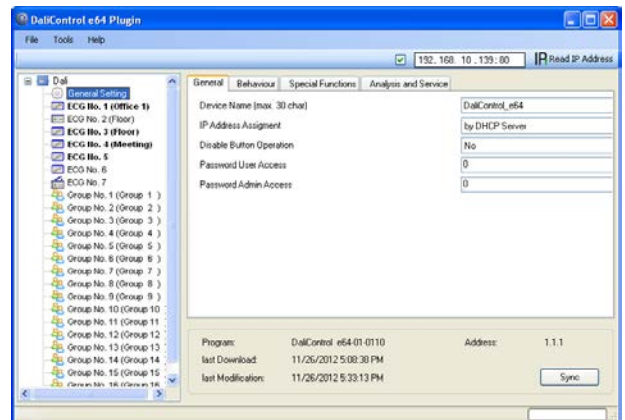 DaliControl e64 Plugin
File Tools Help
192. 168. 10 . 139: 80 IP Read IP Address
Dali
General Setting
ECG No. 1 (Office 1)
ECG No. 2 (Floor)
ECG No. 3 (Floor)
ECG No. 4 (Meeting)
ECG No. 5
ECG No. 6
ECG No. 7
Group No. 1 (Group 1 )
Group No. 2 (Group 2 )
Group No. 3 (Group 3 )
Group No. 4 (Group 4 )
Group No. 5 (Group 5 )
Group No. 6 (Group 6 )
Group No. 7 (Group 7 )
Group No. 8 (Group 8 )
Group No. 9 (Group 9 )
Group No. 10 (Group 10
Group No. 11 (Group 11
Group No. 12 (Group 12
Group No. 13 (Group 13
Group No. 14 (Group 14
Group No. 15 (Group 15
Group No. 16 (Group 16
General Behaviour Special Functions Analysis and Service
Device Name (max. 30 char) DaliControl_e64
IP Address Assigment by DHCP Server
Disable Button Operation No
Password User Access 0
Password Admin Access 0
Program: DaliControl e64-01-0110 Address: 1.1.1
last Download: 11/26/2012 5:08:38 PM
last Modification: 11/26/2012 5:33:13 PM Sync